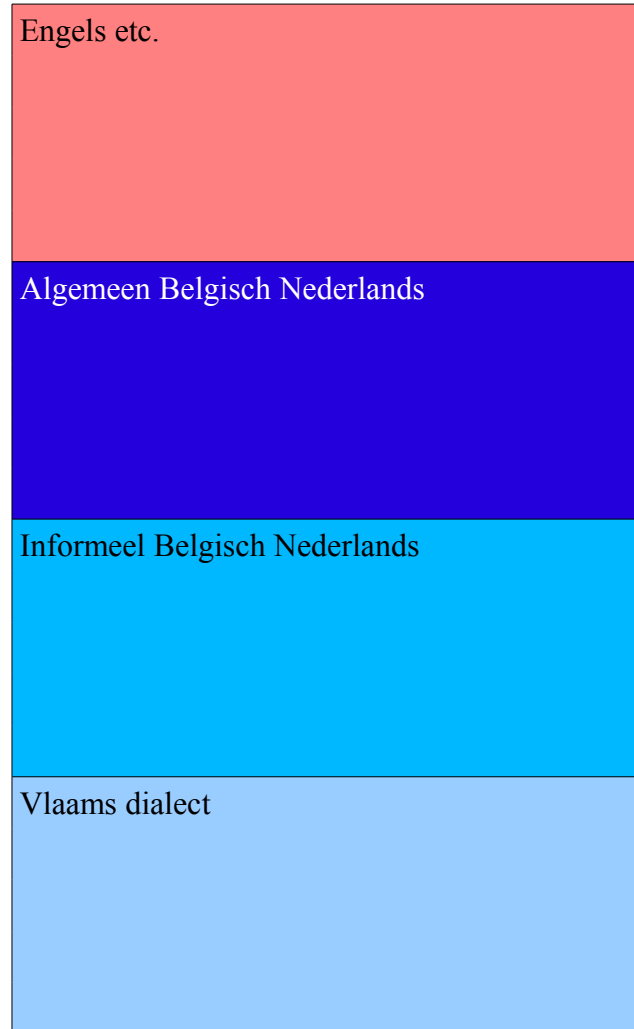 Engels etc.
Algemeen Belgisch Nederlands
Informeel Belgisch Nederlands
Vlaams dialect